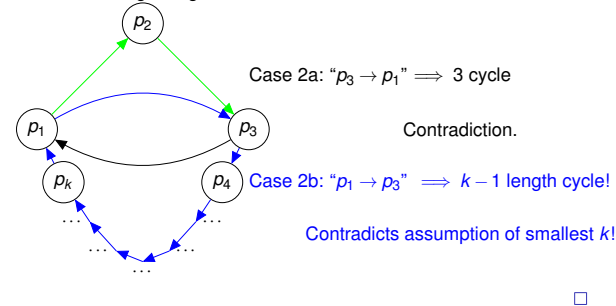 p2
Case 2a: “p3 → p1” ⟹ 3 cycle
p1
p3
Contradiction.
pk
p4
Case 2b: “p1 → p3” ⟹ k − 1 length cycle!
...
...
Contradicts assumption of smallest k!
...
...
...